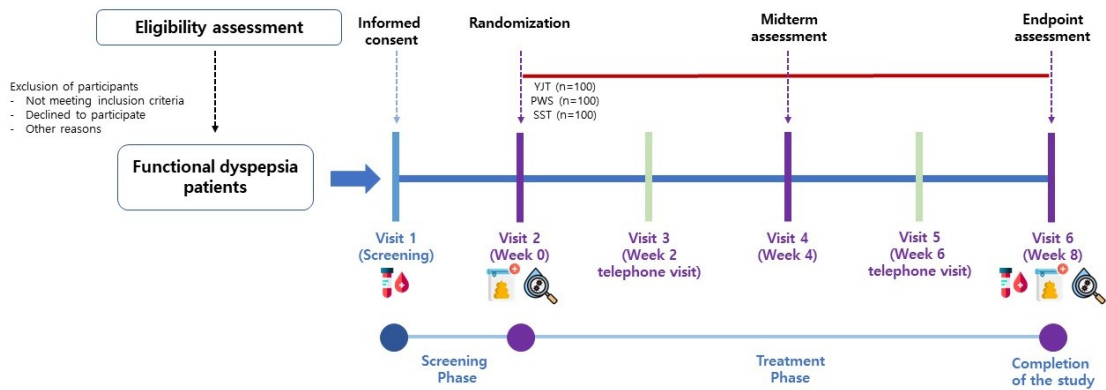 Eligibility assessment
Informed
consent
Randomization
Midterm
assessment
Endpoint
assessment
Exclusion of participants
- Not meeting inclusion criteria
- Declined to participate
- Other reasons
YJT (n=100)
PWS (n=100)
SST (n=100)
Functional dyspepsia
patients
Visit 1
(Screening)
Visit 2
(Week 0)
Visit 3
(Week 2
telephone visit)
Visit 4
(Week 4)
Visit 5
(Week 6
telephone visit)
Visit 6
(Week 8)
Screening
Phase
Treatment
Phase
Completion
of the study